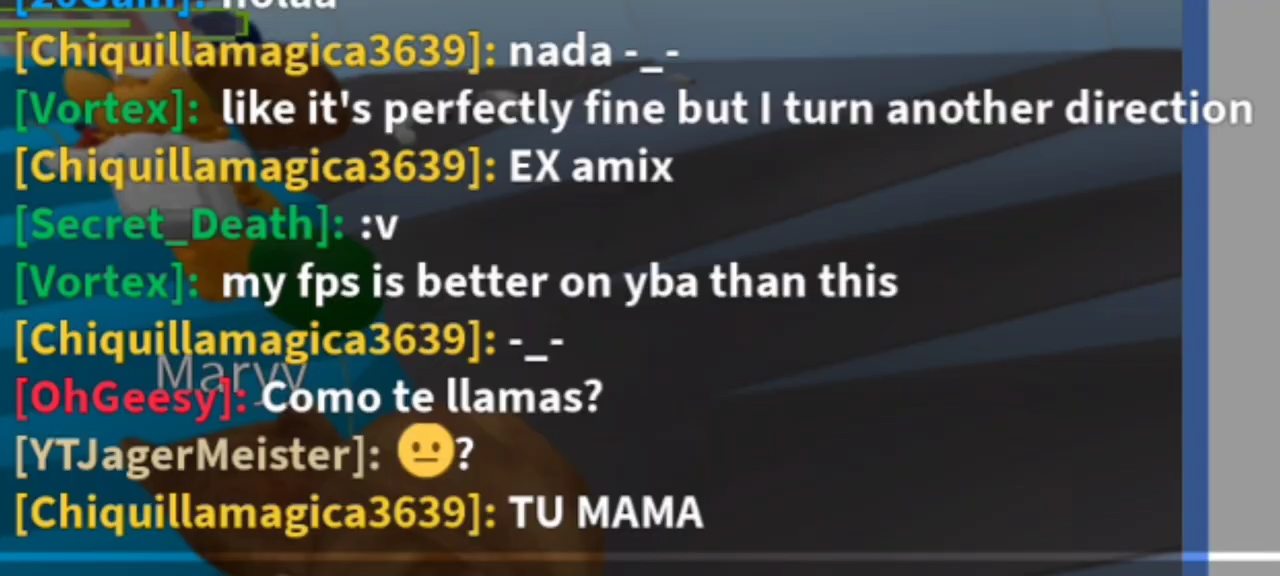 [Chiquillamagica3639]: nada -_-
[Vortex]: like it's perfectly fine but I turn another direction
[Chiquillamagica3639]: EX amix
[Secret_Death]: :v
[Vortex]: my fps is better on yba than this
[Chiquillamagica3639]: -_-
[OhGeesy]: Como te llamas?
[YTJagerMeister]: 😐?
[Chiquillamagica3639]: TU MAMA